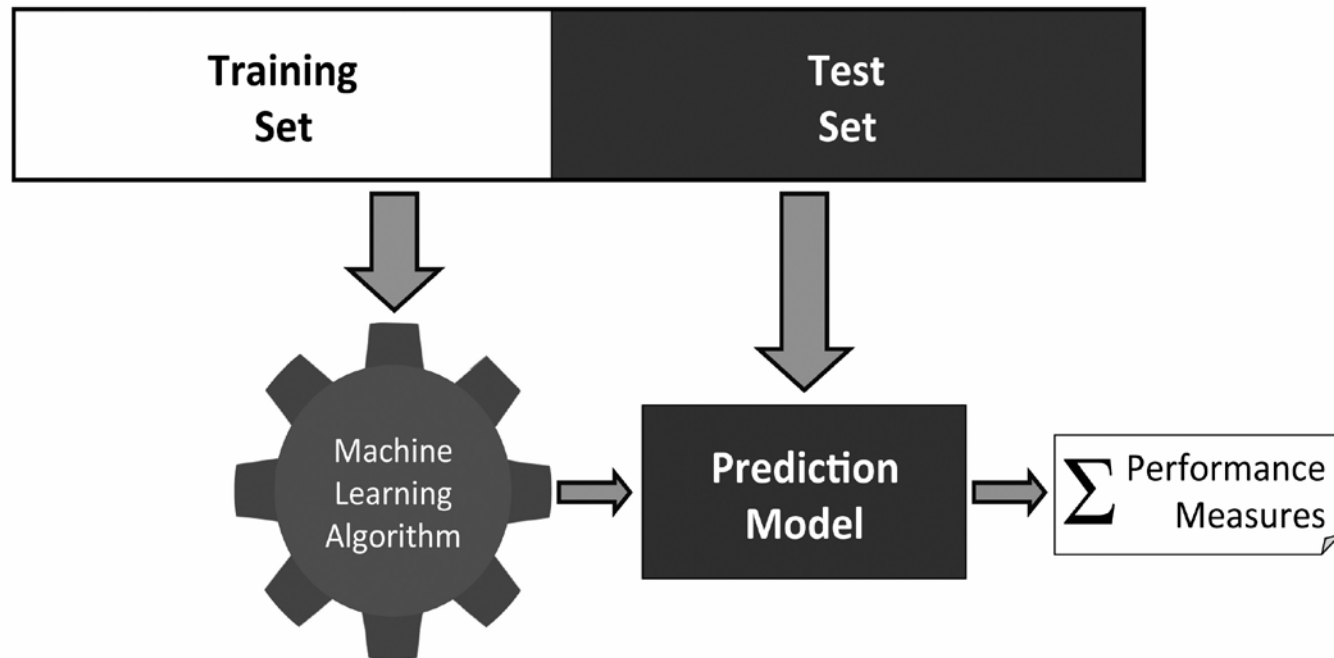 Training
Set
Test
Set
Machine
Learning
Algorithm
Prediction
Model
Σ Performance
Measures